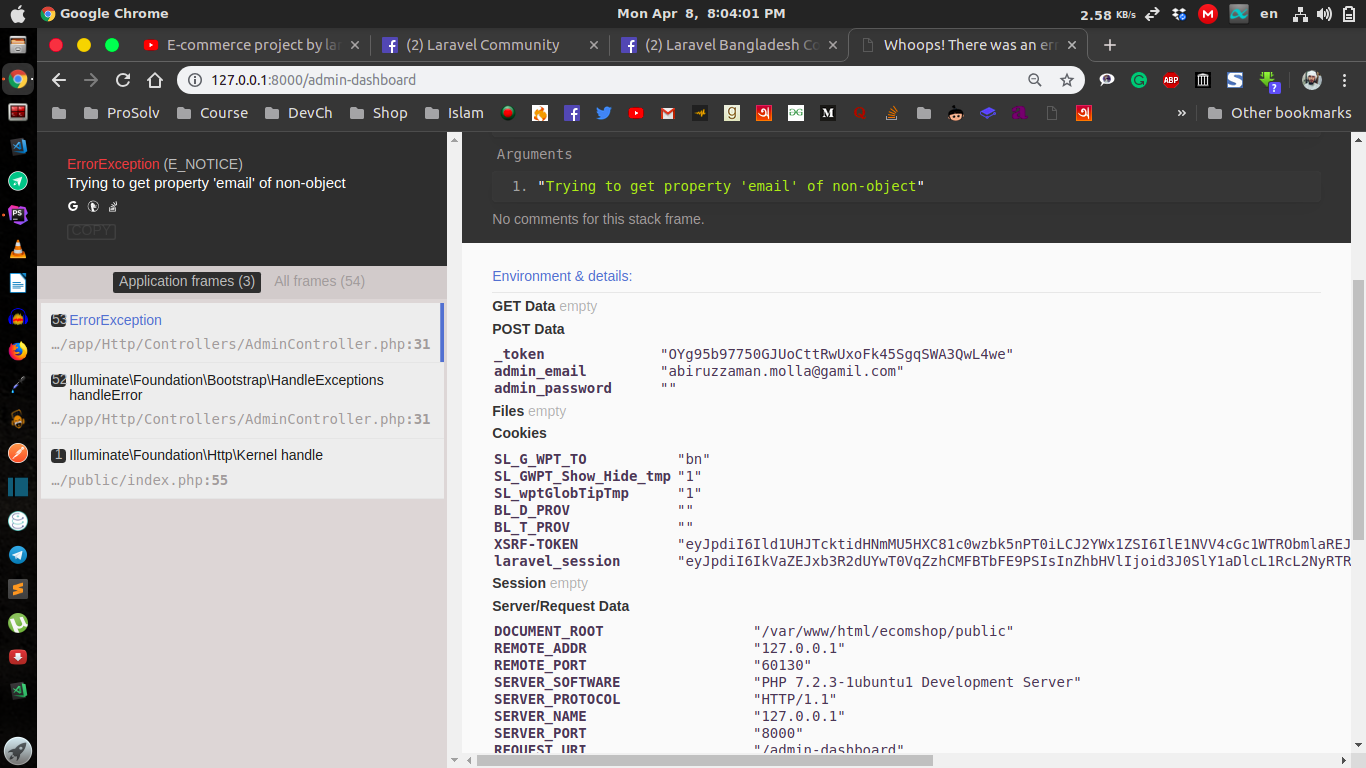 Google Chrome
Mon Apr 8, 8:04:01 PM
2.58 KB/s
en
E-commerce project by la
(2) Laravel Community
(2) Laravel Bangladesh Co
Whoops! There was an err
127.0.0.1:8000/admin-dashboard
ProSolv
Course
DevCh
Shop
Islam
Other bookmarks
ErrorException (E_NOTICE)
Trying to get property 'email' of non-object
COPY
Application frames (3)
All frames (54)
53 ErrorException
…/app/Http/Controllers/AdminController.php:31
52 Illuminate\Foundation\Bootstrap\HandleExceptions
handleError
…/app/Http/Controllers/AdminController.php:31
1 Illuminate\Foundation\Http\Kernel handle
…/public/index.php:55
Arguments
1. "Trying to get property 'email' of non-object"
No comments for this stack frame.
Environment & details:
GET Data empty
POST Data
_token "OYg95b97750GJUoCttRwUxoFk45SgqSWA3QwL4we"
admin_email "abiruzzaman.molla@gamil.com"
admin_password ""
Files empty
Cookies
SL_G_WPT_TO "bn"
SL_GWPT_Show_Hide_tmp "1"
SL_wptGlobTipTmp "1"
BL_D_PROV ""
BL_T_PROV ""
XSRF-TOKEN "eyJpdiI6Ild1UHJTcktidHNmMU5HXC81c0wzbk5nPT0iLCJ2YWx1ZSI6IlE1NVV4cGc1WTRObmlaREJ
laravel_session "eyJpdiI6IkVaZEJxb3R2dUYwT0VqZzhCMFBTbFE9PSIsInZhbHVlIjoid3J0SlY1aDlcL1RcL2NyRTR
Session empty
Server/Request Data
DOCUMENT_ROOT "/var/www/html/ecomshop/public"
REMOTE_ADDR "127.0.0.1"
REMOTE_PORT "60130"
SERVER_SOFTWARE "PHP 7.2.3-1ubuntu1 Development Server"
SERVER_PROTOCOL "HTTP/1.1"
SERVER_NAME "127.0.0.1"
SERVER_PORT "8000"
REQUEST_URI "/admin-dashboard"